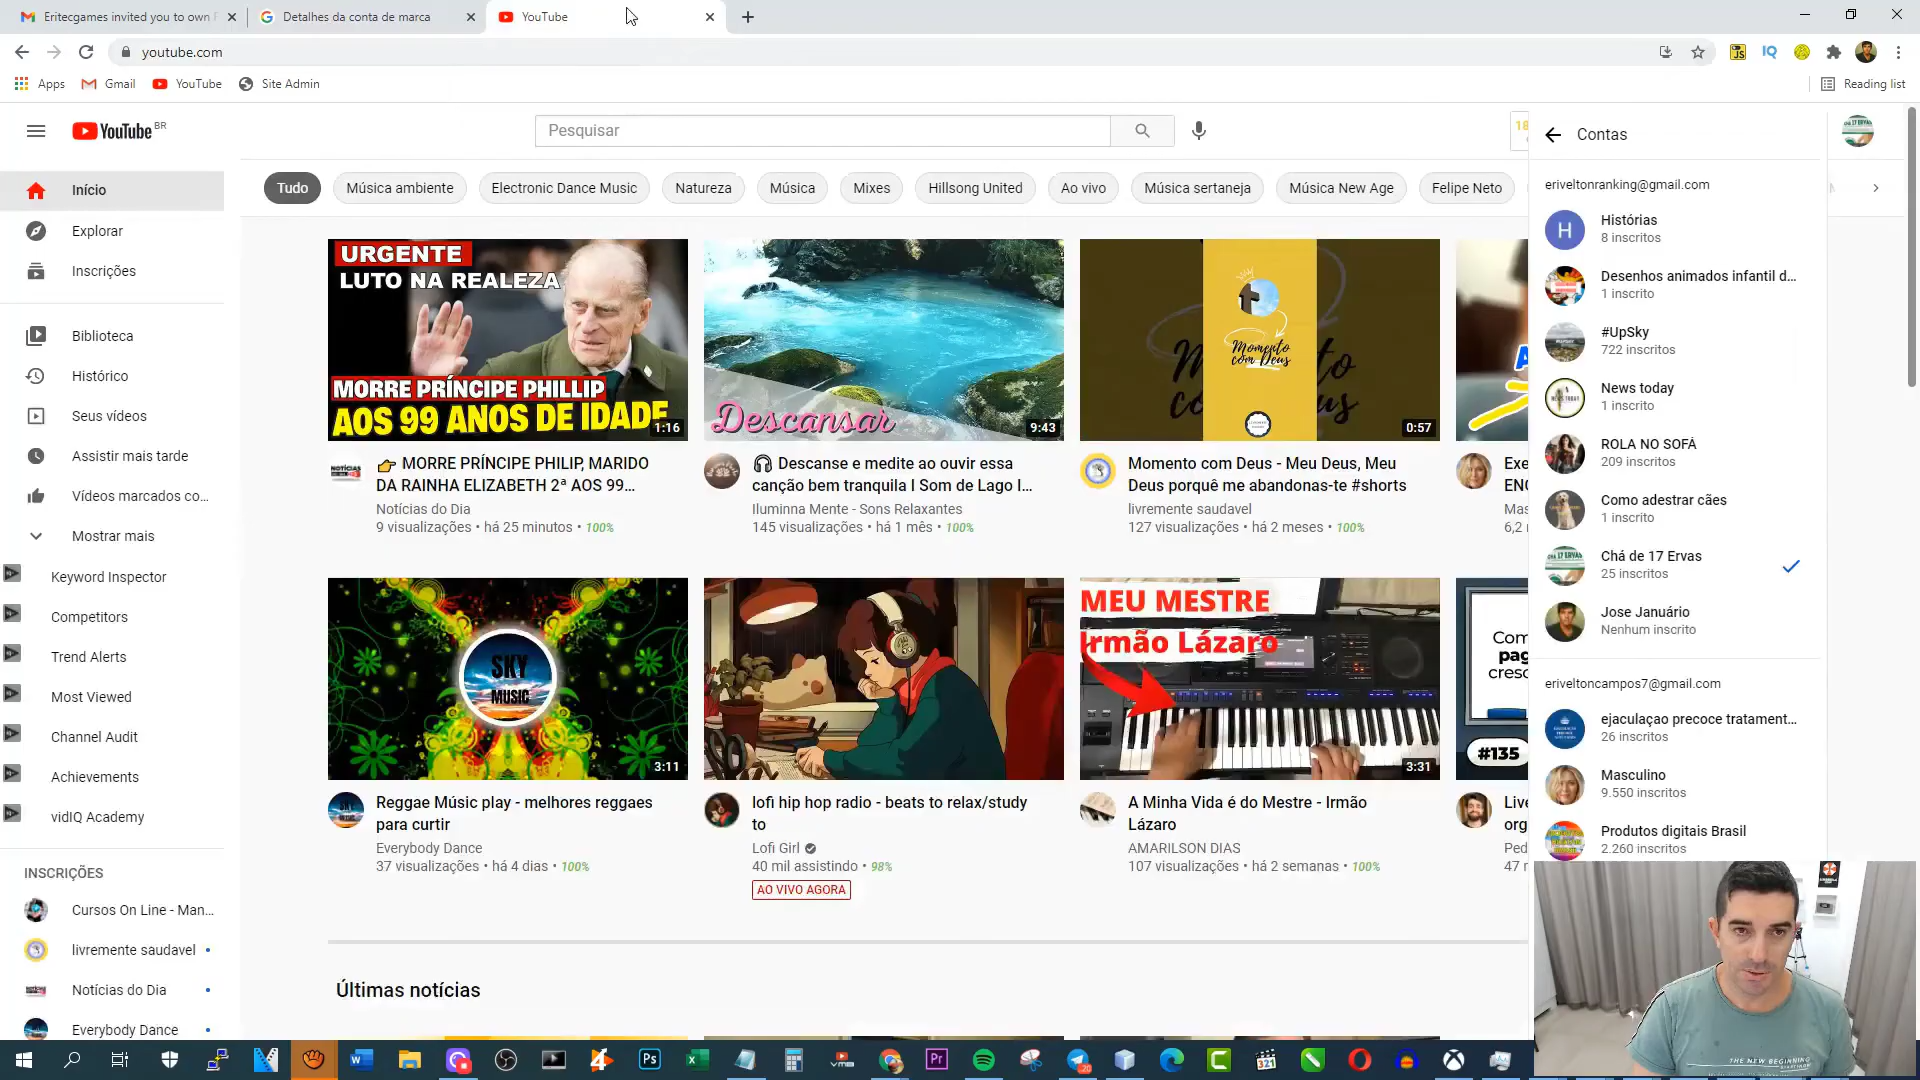 Eritecgames invited you to own
Detalhes da conta de marca
YouTube
youtube.com
Apps
Gmail
YouTube
Site Admin
Reading list
YouTube BR
Pesquisar
Contas
Início
Explorar
Inscrições
Biblioteca
Histórico
Seus vídeos
Assistir mais tarde
Vídeos marcados co...
Mostrar mais
Keyword Inspector
Competitors
Trend Alerts
Most Viewed
Channel Audit
Achievements
vidIQ Academy
INSCRIÇÕES
Cursos On Line - Man...
livremente saudavel
Notícias do Dia
Everybody Dance
Tudo
Música ambiente
Electronic Dance Music
Natureza
Música
Mixes
Hillsong United
Ao vivo
Música sertaneja
Música New Age
Felipe Neto
URGENTE
LUTO NA REALEZA
MORRE PRÍNCIPE PHILLIP
AOS 99 ANOS DE IDADE
1:16
👉 MORRE PRÍNCIPE PHILIP, MARIDO
DA RAINHA ELIZABETH 2ª AOS 99...
Notícias do Dia
9 visualizações • há 25 minutos • 100%
Descansar
9:43
🎧 Descanse e medite ao ouvir essa
canção bem tranquila I Som de Lago I...
Iluminna Mente - Sons Relaxantes
145 visualizações • há 1 mês • 100%
Momento
com Deus
0:57
Momento com Deus - Meu Deus, Meu
Deus porquê me abandonas-te #shorts
livremente saudavel
127 visualizações • há 2 meses • 100%
Exe
Mas
6,2
SKY
MUSIC
3:11
Reggae Músic play - melhores reggaes
para curtir
Everybody Dance
37 visualizações • há 4 dias • 100%
lofi hip hop radio - beats to relax/study
to
Lofi Girl
40 mil assistindo • 98%
AO VIVO AGORA
MEU MESTRE
Irmão Lázaro
3:31
A Minha Vida é do Mestre - Irmão
Lázaro
AMARILSON DIAS
107 visualizações • há 2 semanas • 100%
Com
pag
cresc
#135
Live
org
Ped
47 m
Últimas notícias
eriveltonranking@gmail.com
H
Histórias
8 inscritos
Desenhos animados infantil d...
1 inscrito
#UpSky
722 inscritos
News today
1 inscrito
ROLA NO SOFÁ
209 inscritos
Como adestrar cães
1 inscrito
Chá de 17 Ervas
25 inscritos
Jose Januário
Nenhum inscrito
eriveltoncampos7@gmail.com
ejaculaçao precoce tratament...
26 inscritos
Masculino
9.550 inscritos
Produtos digitais Brasil
2.260 inscritos
THE NEW BEGINNING